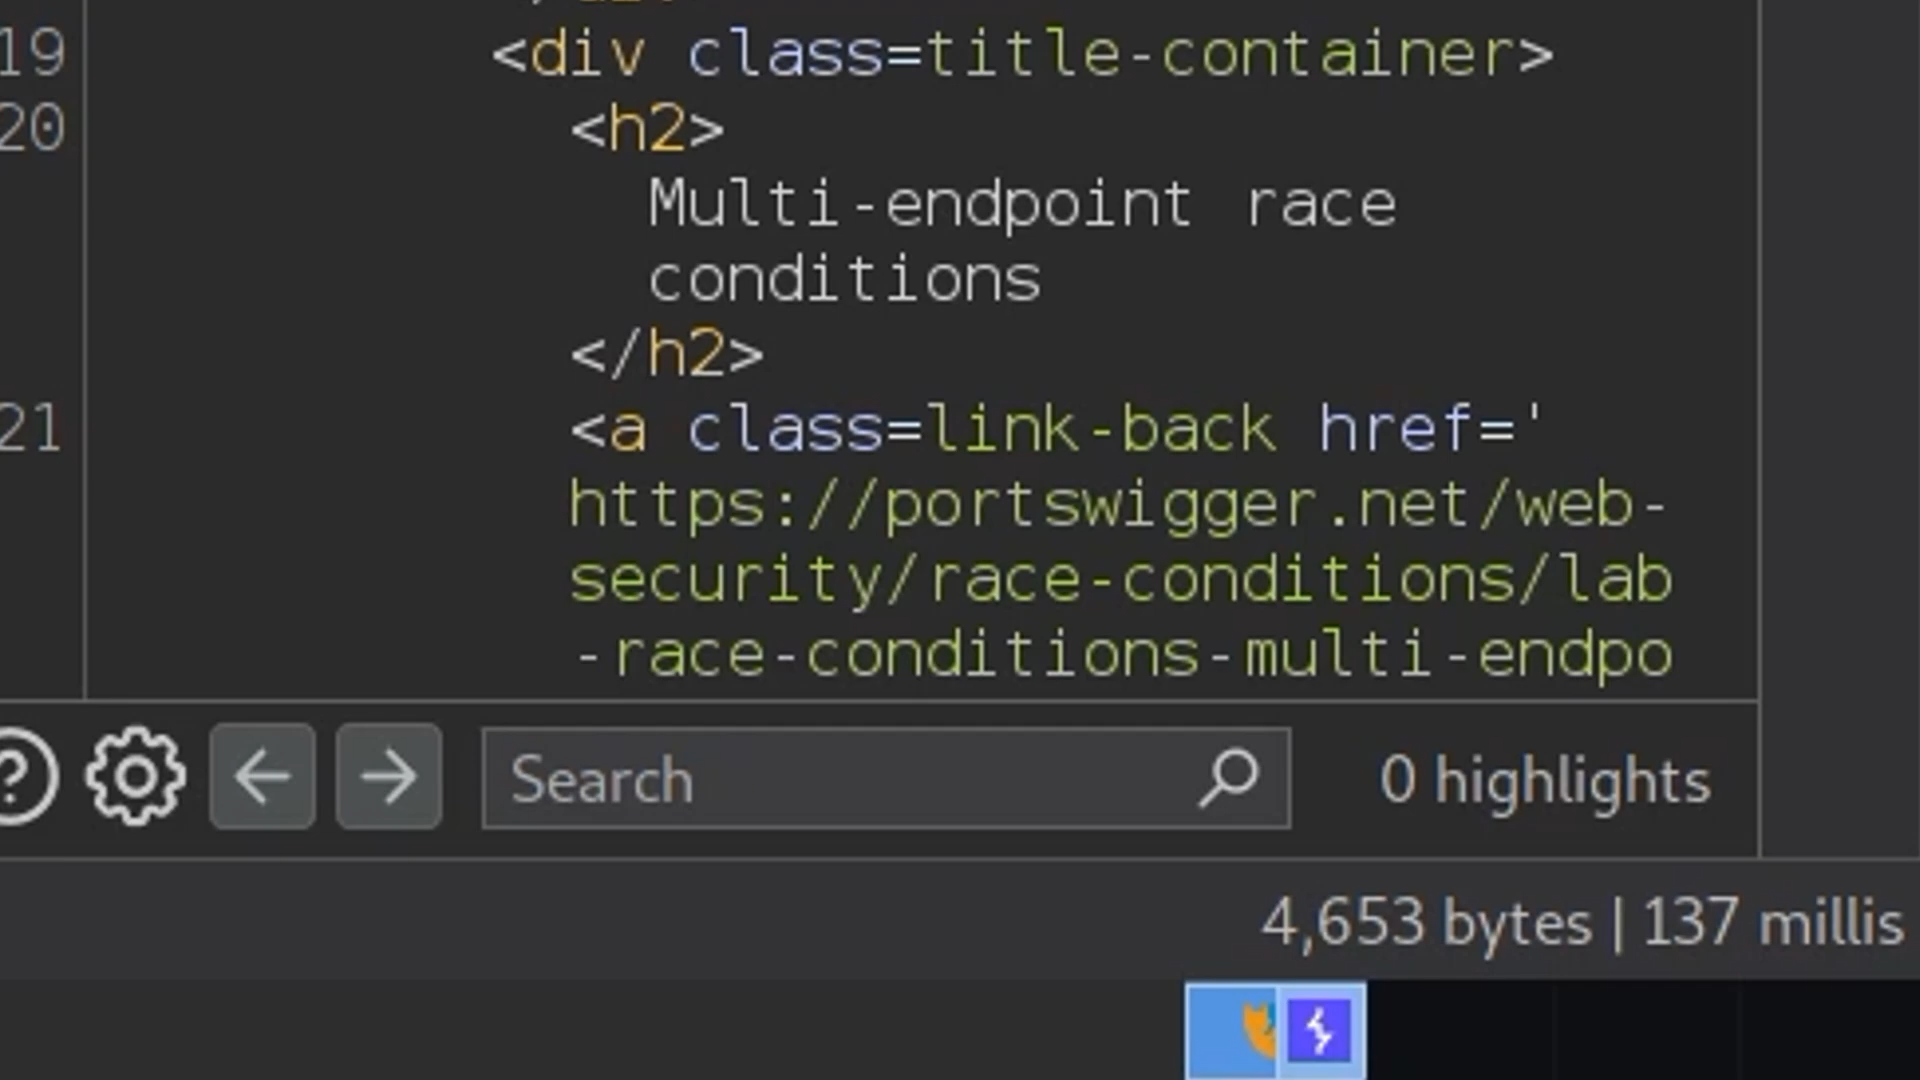 19 <div class=title-container>
20 <h2>
Multi-endpoint race
conditions
</h2>
21 <a class=link-back href='
https://portswigger.net/web-
security/race-conditions/lab
-race-conditions-multi-endpo
Search
0 highlights
4,653 bytes | 137 millis